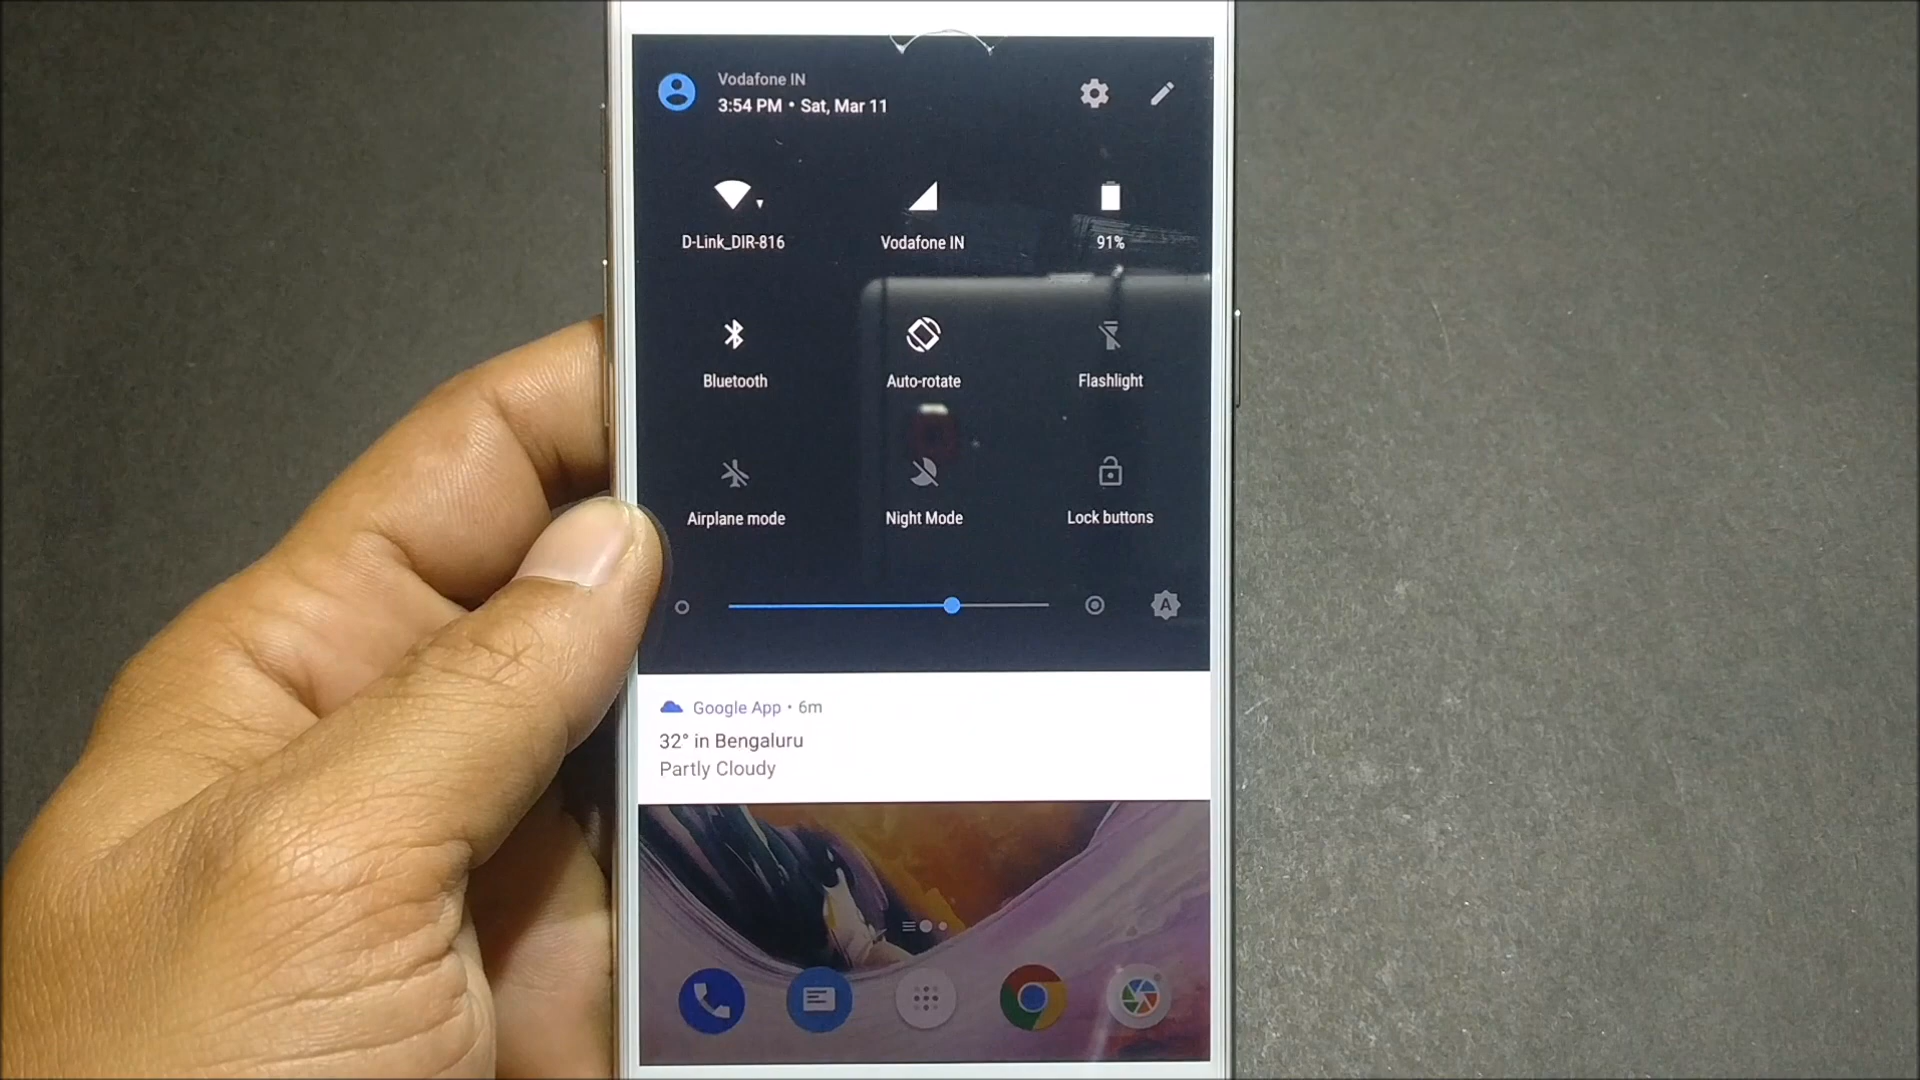 Vodafone IN
3:54 PM • Sat, Mar 11
D-Link_DIR-816
Vodafone IN
91%
Bluetooth
Auto-rotate
Flashlight
Airplane mode
Night Mode
Lock buttons
A
Google App • 6m
32° in Bengaluru
Partly Cloudy